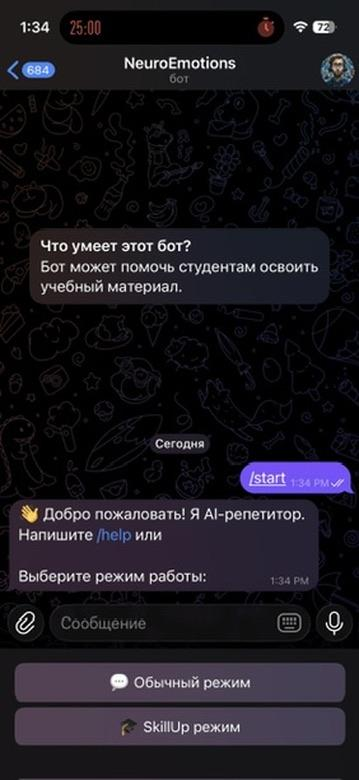 1:34 25:00 72
684 NeuroEmotions
бот
Что умеет этот бот?
Бот может помочь студентам освоить
учебный материал.
Сегодня
/start 1:34 PM
👋 Добро пожаловать! Я AI-репетитор.
Напишите /help или
Выберите режим работы: 1:34 PM
Сообщение
💬 Обычный режим
🎓 SkillUp режим